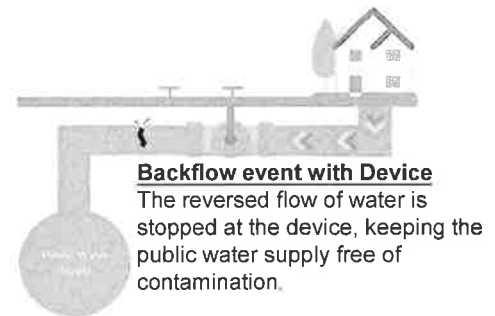 Backflow event with Device
The reversed flow of water is
stopped at the device, keeping the
public water supply free of
contamination.